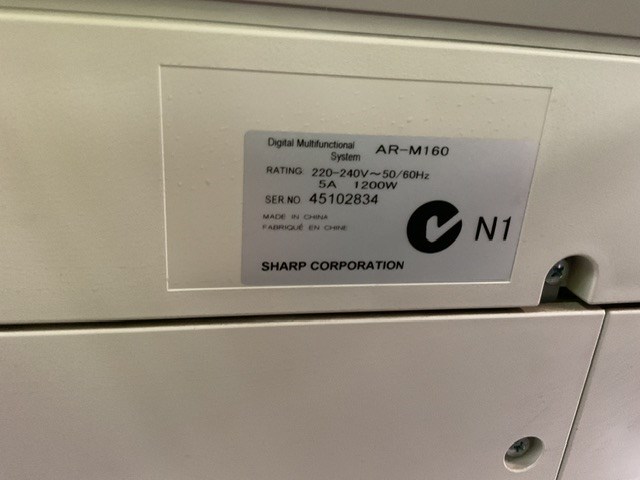 Digital Multifunctional System AR-M160
RATING 220-240V～50/60Hz
5A 1200W
SER.NO 45102834
MADE IN CHINA
FABRIQUÉ EN CHINE
N1
SHARP CORPORATION